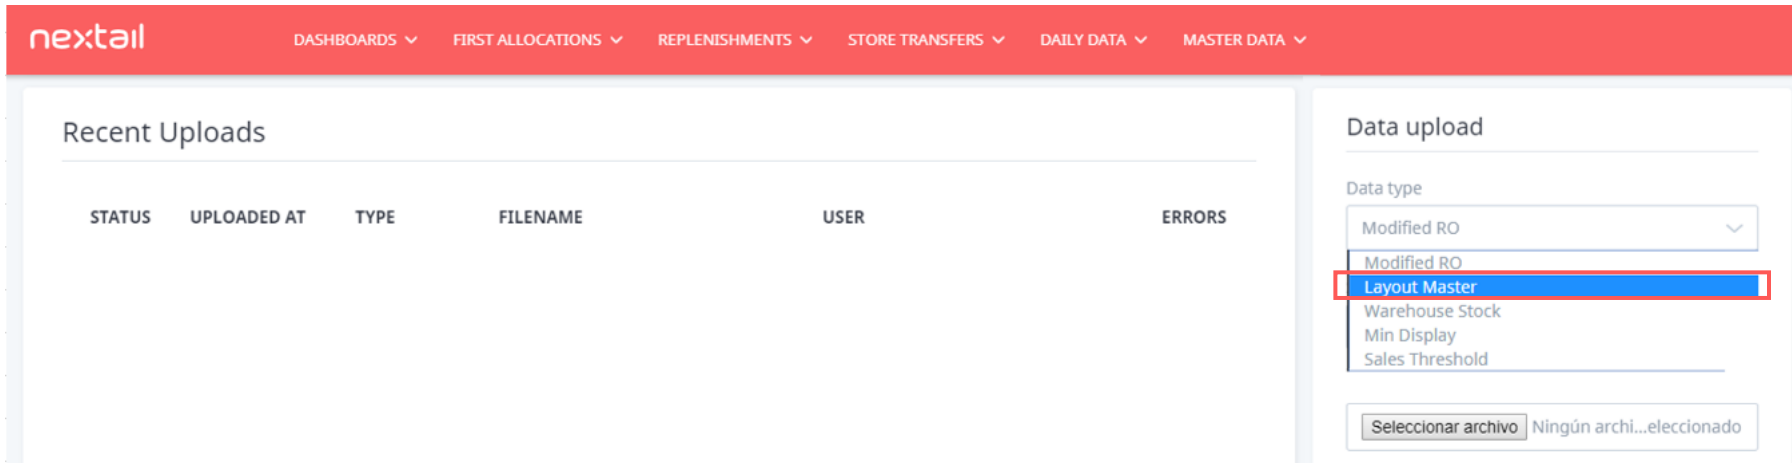 nextail
DASHBOARDS FIRST ALLOCATIONS REPLENISHMENTS STORE TRANSFERS DAILY DATA MASTER DATA
Recent Uploads
STATUS UPLOADED AT TYPE FILENAME USER ERRORS
Data upload
Data type
Modified RO
Modified RO
Layout Master
Warehouse Stock
Min Display
Sales Threshold
Seleccionar archivo Ningún archi...eleccionado